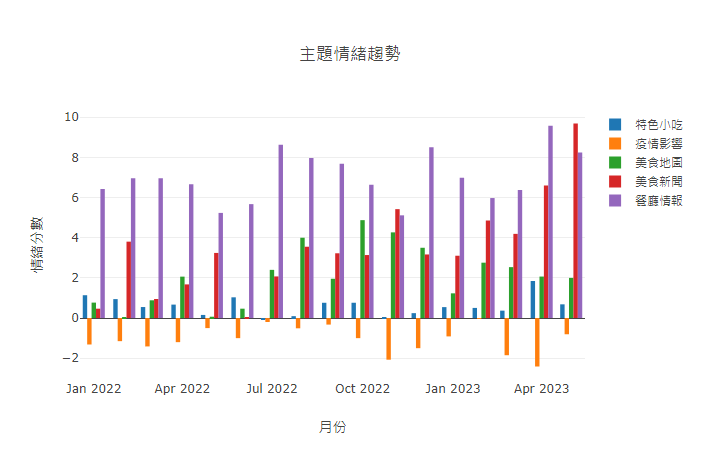 主題情緒趨勢
10
8
6
4
2
0
−2
情緒分數
Jan 2022
Apr 2022
Jul 2022
Oct 2022
Jan 2023
Apr 2023
月份
特色小吃
疫情影響
美食地圖
美食新聞
餐廳情報